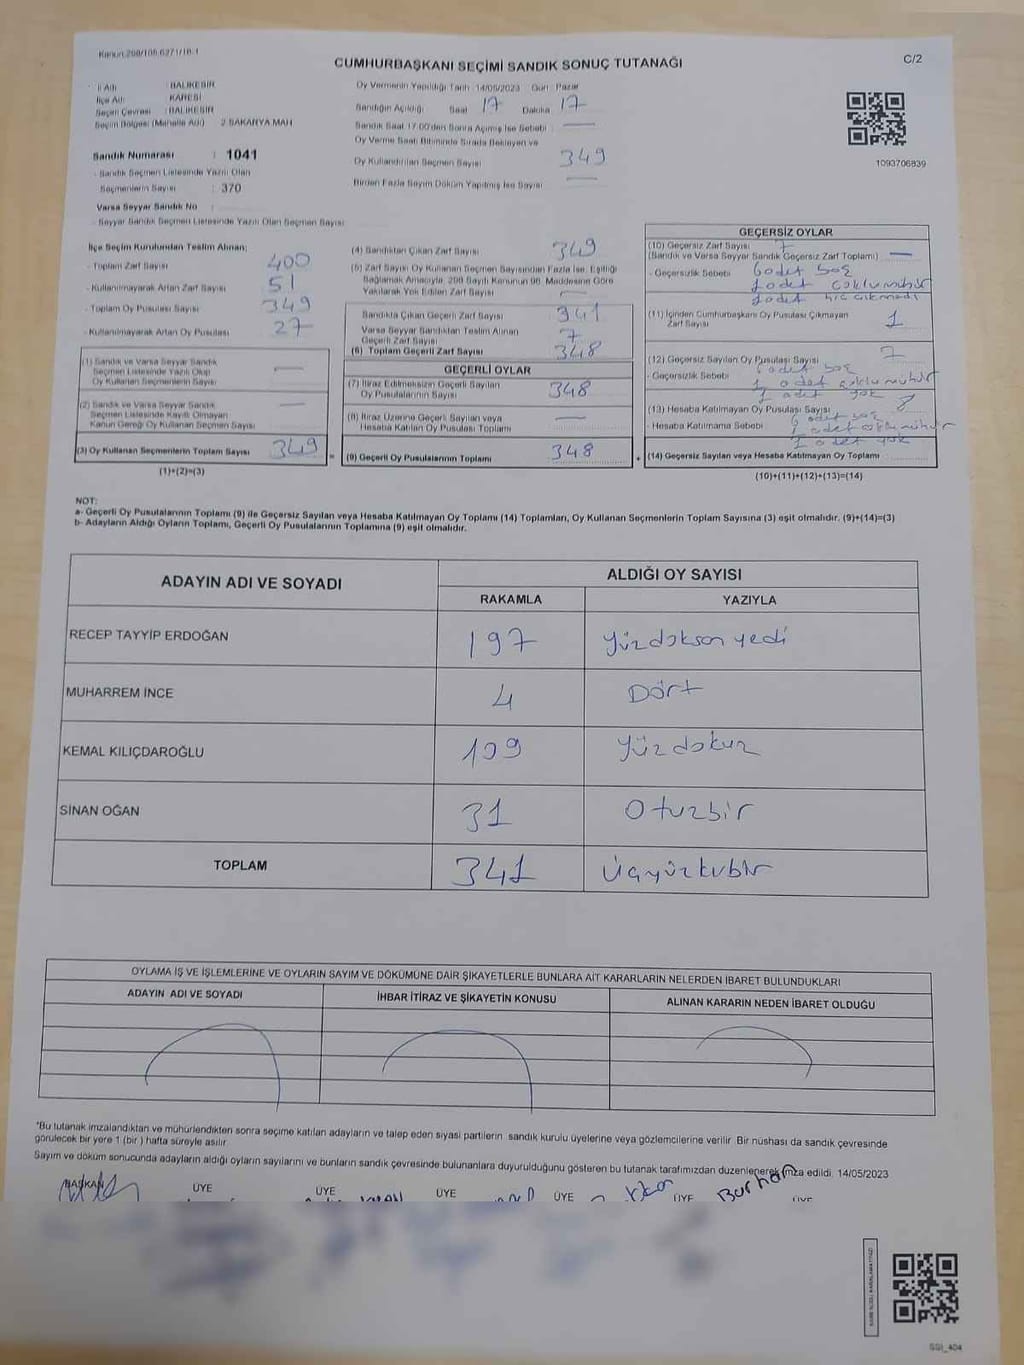 C/2
CUMHURBAŞKANI SEÇİMİ SANDIK SONUÇ TUTANAĞI
İl Adı : BALIKESİR
İlçe Adı : KARESİ
Seçim Çevresi : BALIKESİR
Seçim Bölgesi (Mahalle Adı) 2 SAKARYA MAH
Sandık Numarası : 1041
- Sandık Seçmen Listesinde Yazılı Olan
Seçmenlerin Sayısı : 370
Varsa Seyyar Sandık No
- Seyyar Sandık Seçmen Listesinde Yazılı Olan Seçmen Sayısı
Oy Vermenin Yapıldığı Tarih 14/05/2023 Gün Pazar
Sandığın Açıldığı Saat 17 Dakika 17
Sandık Saat 17.00'den Sonra Açılmış İse Sebebi —
Oy Verme Saati Bitiminde Sırada Bekleyen ve
Oy Kullandırılan Seçmen Sayısı 349
Birden Fazla Sayım Döküm Yapılmış İse Sayısı —
1093706839
İlçe Seçim Kurulundan Teslim Alınan;
- Toplam Zarf Sayısı 400
- Kullanılmayarak Artan Zarf Sayısı 51
- Toplam Oy Pusulası Sayısı 349
- Kullanılmayarak Artan Oy Pusulası 27
(1) Sandık ve Varsa Seyyar Sandık
Seçmen Listesinde Yazılı Olup
Oy Kullanan Seçmenlerin Sayısı —
(2) Sandık ve Varsa Seyyar Sandık
Seçmen Listesinde Kayıtlı Olmayan
Kanun Gereği Oy Kullanan Seçmen Sayısı —
(3) Oy Kullanan Seçmenlerin Toplam Sayısı 349
(1)+(2)=(3)
(4) Sandıktan Çıkan Zarf Sayısı 349
(5) Zarf Sayısı Oy Kullanan Seçmen Sayısından Fazla İse, Eşitliği
Sağlamak Amacıyla, 298 Sayılı Kanunun 98. Maddesine Göre
Yakılarak Yok Edilen Zarf Sayısı —
Sandıkta Çıkan Geçerli Zarf Sayısı 341
Varsa Seyyar Sandıktan Teslim Alınan
Geçerli Zarf Sayısı 7
(6) Toplam Geçerli Zarf Sayısı 348
GEÇERLİ OYLAR
(7) İtiraz Edilmeksizin Geçerli Sayılan
Oy Pusulalarının Sayısı 348
(8) İtiraz Üzerine Geçerli Sayılan veya
Hesaba Katılan Oy Pusulası Toplamı —
(9) Geçerli Oy Pusulalarının Toplamı 348
GEÇERSİZ OYLAR
(10) Geçersiz Zarf Sayısı 7
(Sandık ve Varsa Seyyar Sandık Geçersiz Zarf Toplamı) —
- Geçersizlik Sebebi 6 adet boş
1 adet çoklu mühür
1 adet hiç çıkmadı
(11) İçinden Cumhurbaşkanı Oy Pusulası Çıkmayan
Zarf Sayısı 1
(12) Geçersiz Sayılan Oy Pusulası Sayısı 7
- Geçersizlik Sebebi 6 adet boş
1 adet çoklu mühür
1 adet yok
(13) Hesaba Katılmayan Oy Pusulası Sayısı 8
- Hesaba Katılmama Sebebi 6 adet boş
1 adet çoklu mühür
1 adet yok
(14) Geçersiz Sayılan veya Hesaba Katılmayan Oy Toplamı
(10)+(11)+(12)+(13)=(14)
NOT:
a- Geçerli Oy Pusulalarının Toplamı (9) ile Geçersiz Sayılan veya Hesaba Katılmayan Oy Toplamı (14) Toplamları, Oy Kullanan Seçmenlerin Toplam Sayısına (3) eşit olmalıdır. (9)+(14)=(3)
b- Adayların Aldığı Oyların Toplamı, Geçerli Oy Pusulalarının Toplamına (9) eşit olmalıdır.
ADAYIN ADI VE SOYADI ALDIĞI OY SAYISI
RAKAMLA YAZIYLA
RECEP TAYYİP ERDOĞAN 197 Yüzdoksan yedi
MUHARREM İNCE 4 Dört
KEMAL KILIÇDAROĞLU 109 Yüzdokuz
SİNAN OĞAN 31 Otuzbir
TOPLAM 341 Üçyüzkırkbir
OYLAMA İŞ VE İŞLEMLERİNE VE OYLARIN SAYIM VE DÖKÜMÜNE DAİR ŞİKAYETLERLE BUNLARA AİT KARARLARIN NELERDEN İBARET BULUNDUKLARI
ADAYIN ADI VE SOYADI İHBAR İTİRAZ VE ŞİKAYETİN KONUSU ALINAN KARARIN NEDEN İBARET OLDUĞU
*Bu tutanak imzalandıktan ve mühürlendikten sonra seçime katılan adayların ve talep eden siyasi partilerin sandık kurulu üyelerine veya gözlemcilerine verilir. Bir nüshası da sandık çevresinde
görülecek bir yere 1 (bir) hafta süreyle asılır.
Sayım ve döküm sonucunda adayların aldığı oyların sayılarını ve bunların sandık çevresinde bulunanlara duyurulduğunu gösteren bu tutanak tarafımızdan düzenlenerek imza edildi. 14/05/2023
BAŞKAN ÜYE ÜYE ÜYE ÜYE ÜYE ÜYE
Burhan